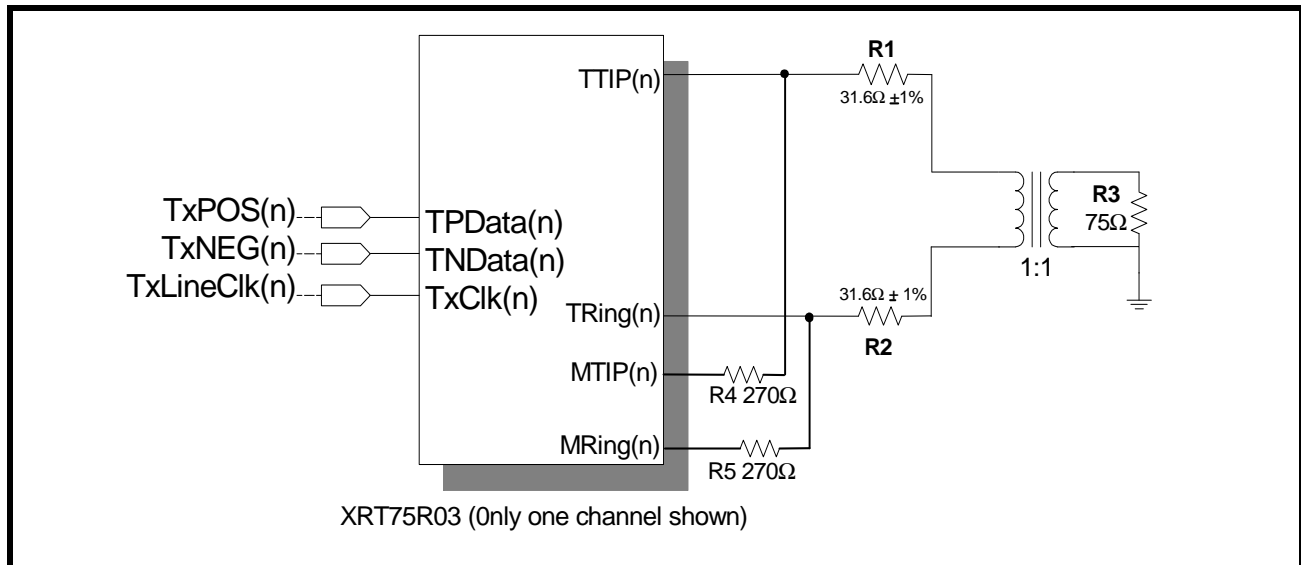 R1
TTIP(n)
31.6Ω ±1%
TxPOS(n)
TPData(n)
R3
75Ω
TxNEG(n)
TNData(n)
1:1
TxLineClk(n)
TxClk(n)
31.6Ω ± 1%
TRing(n)
R2
MTIP(n)
R4 270Ω
MRing(n)
R5 270Ω
XRT75R03 (0nly one channel shown)